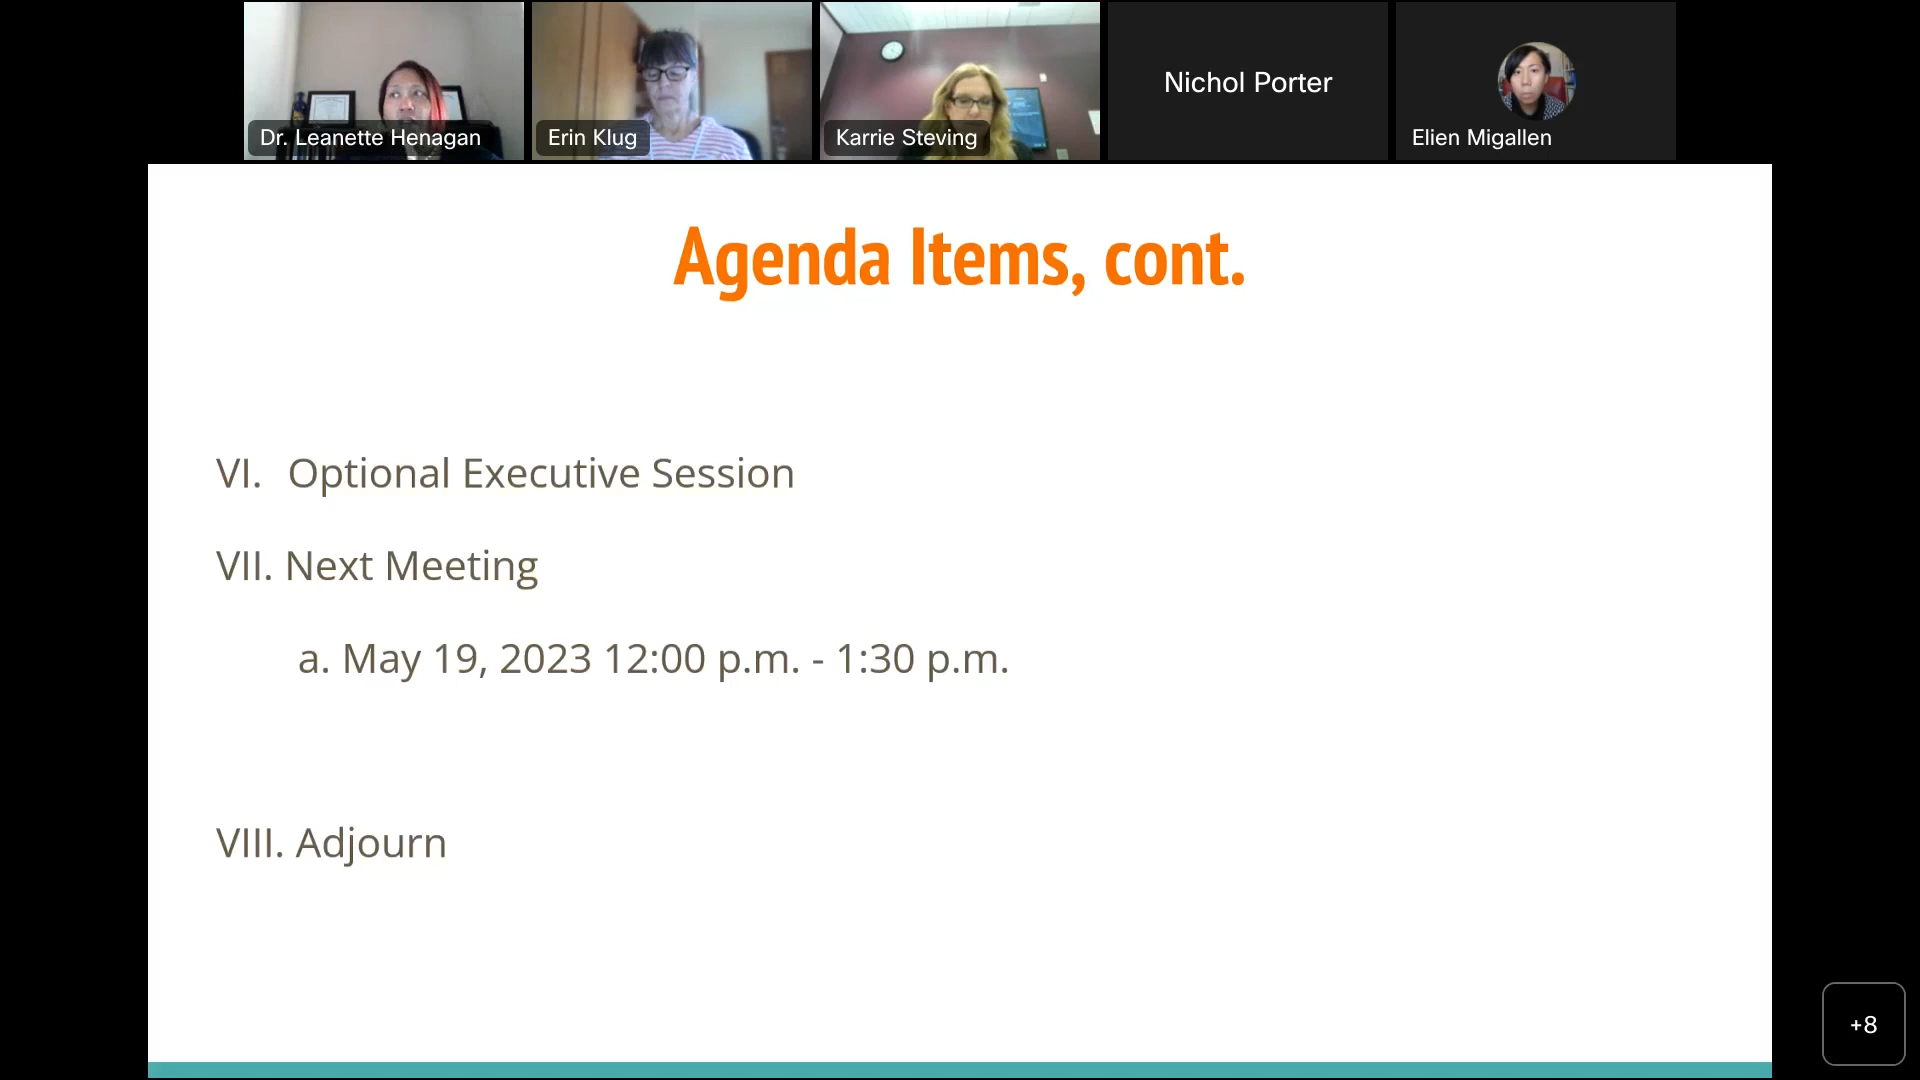 Dr. Leanette Henagan
Erin Klug
Karrie Steving
Nichol Porter
Elien Migallen
Agenda Items, cont.
VI. Optional Executive Session
VII. Next Meeting
a. May 19, 2023 12:00 p.m. - 1:30 p.m.
VIII. Adjourn
+8